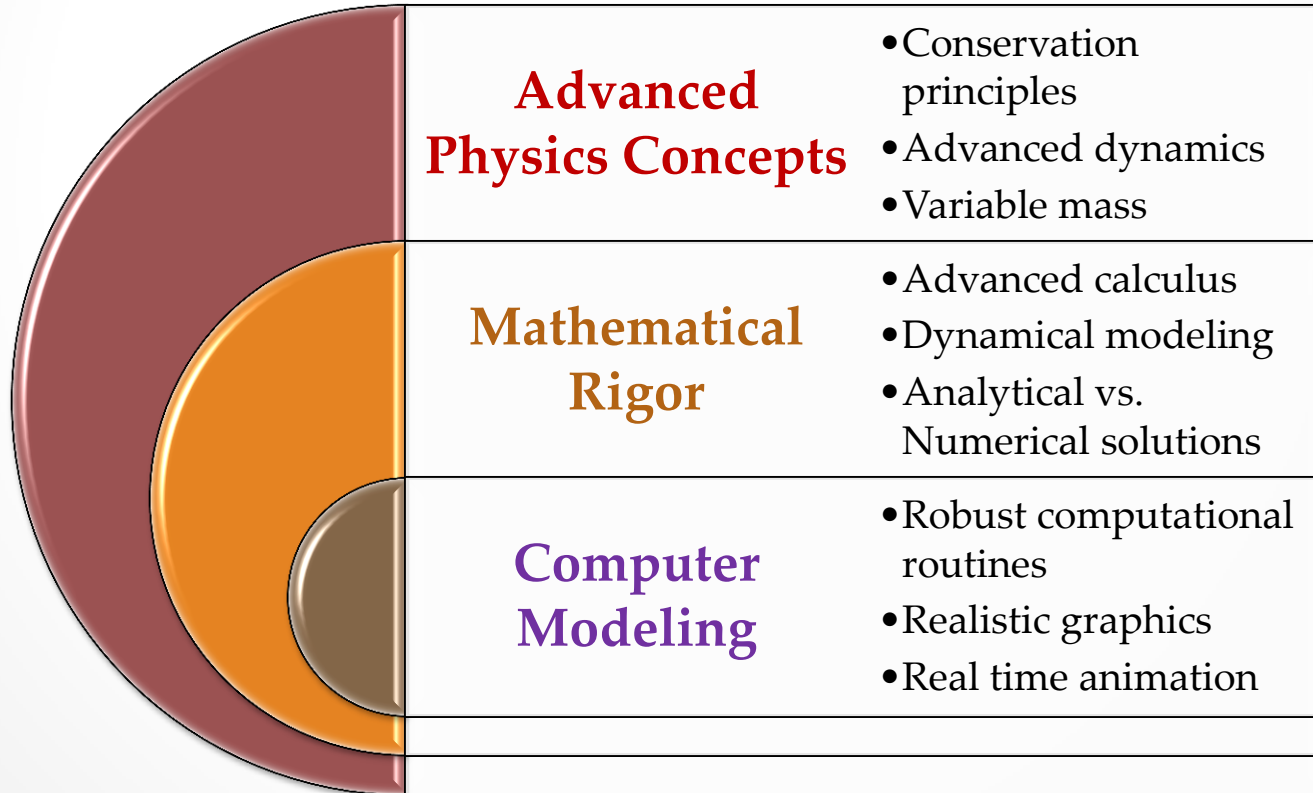 Advanced
Physics Concepts
•Conservation
principles
•Advanced dynamics
•Variable mass
Mathematical
Rigor
•Advanced calculus
•Dynamical modeling
•Analytical vs.
Numerical solutions
Computer
Modeling
•Robust computational
routines
•Realistic graphics
•Real time animation